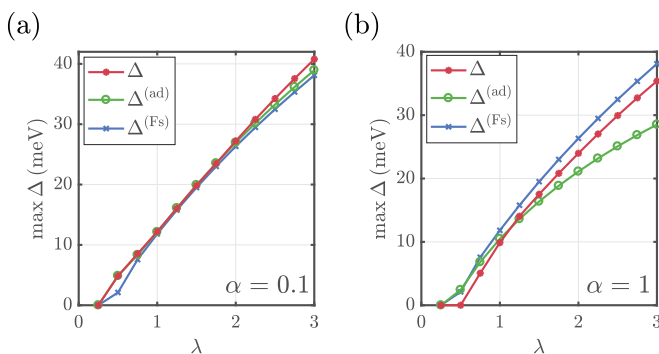 (a)
Δ
Δ(ad)
Δ(Fs)
max Δ (meV)
40
30
20
10
0
0 1 2 3
λ
α = 0.1
(b)
Δ
Δ(ad)
Δ(Fs)
max Δ (meV)
40
30
20
10
0
0 1 2 3
λ
α = 1